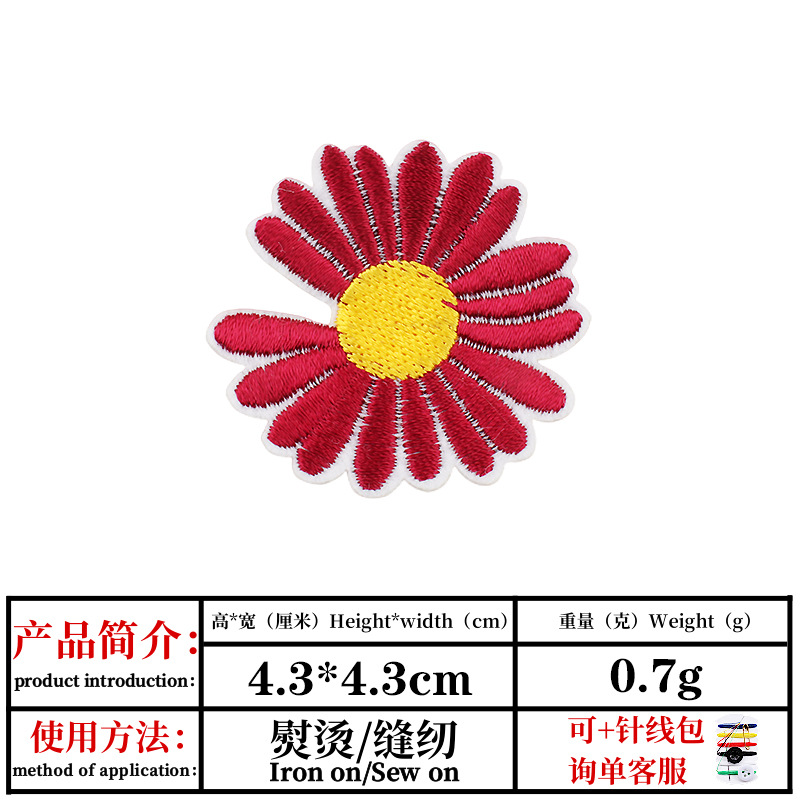 产品简介：
product introduction:
高*宽（厘米）Height*width（cm）
4.3*4.3cm
重量（克）Weight（g）
0.7g
使用方法：
method of application:
熨烫/缝纫
Iron on/Sew on
可+针线包
询单客服